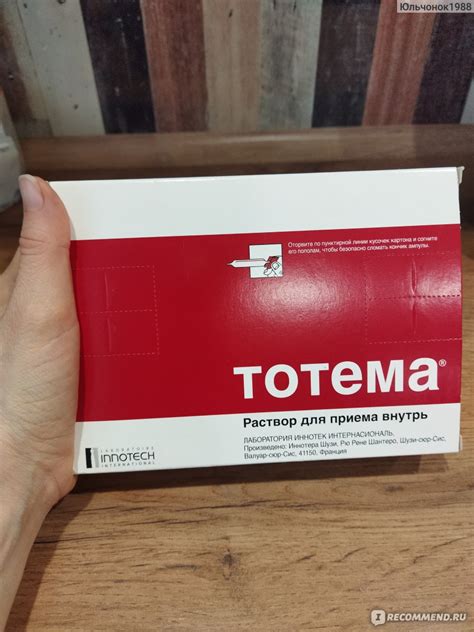 Юльчонок1988
Оторвите по пунктирной линии кусочек картона и согните
его пополам, чтобы безопасно сломать кончик ампулы.
тотема®
Раствор для приема внутрь
ЛАБОРАТОРИЯ ИННОТЕК ИНТЕРНАСИОНАЛЬ,
Произведено: Иннотера Шузи, Рю Рене Шантеро, Шузи-сюр-Сис,
Валуар-сюр-Сис, 41150, Франция
LABORATOIRE
INNOTECH
INTERNATIONAL
I RECOMMEND.RU